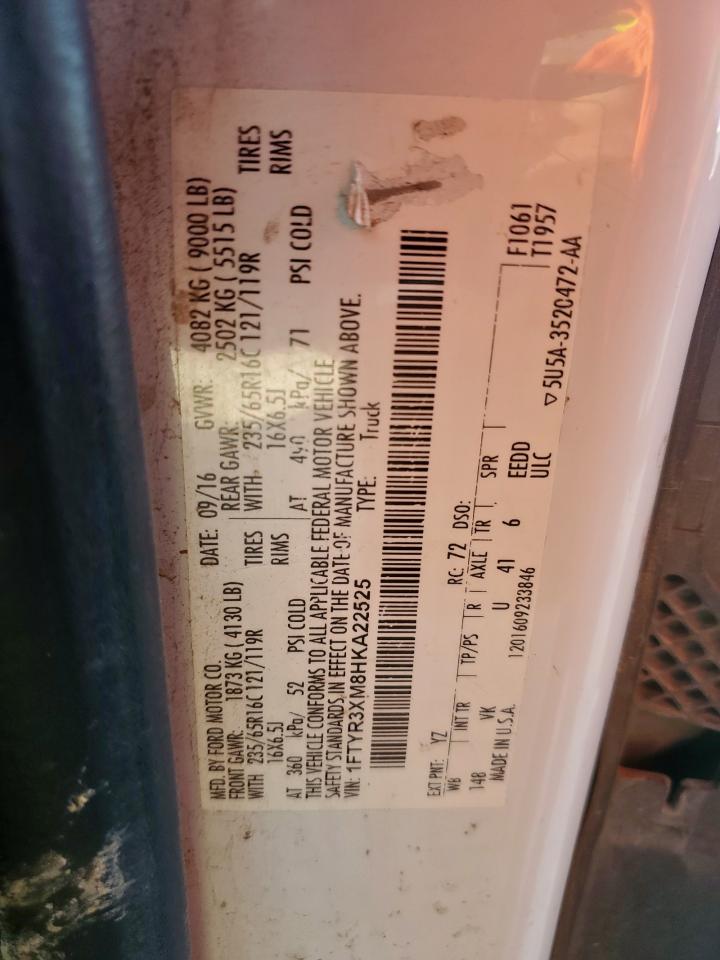 MFD. BY FORD MOTOR CO. DATE: 09/16 GVWR: 4082 KG ( 9000 LB)
FRONT GAWR: 1873 KG ( 4130 LB) REAR GAWR: 2502 KG ( 5515 LB)
WITH 235/65R16C 121/119R TIRES WITH 235/65R16C 121/119R TIRES
16X6.5J RIMS 16X6.5J RIMS
AT 360 kPa/ 52 PSI COLD AT 490 kPa/ 71 PSI COLD
THIS VEHICLE CONFORMS TO ALL APPLICABLE FEDERAL MOTOR VEHICLE
SAFETY STANDARDS IN EFFECT ON THE DATE OF MANUFACTURE SHOWN ABOVE.
VIN: 1FTYR3XM8HKA22525 TYPE: Truck
EXT PNT: YZ RC: 72 DSO: F1061
WB INT TR TP/PS R AXLE TR SPR T1957
148 VK U 41 6 EEDD
MADE IN U.S.A. 1201609233846 ULC ▽5U5A-3520472-AA